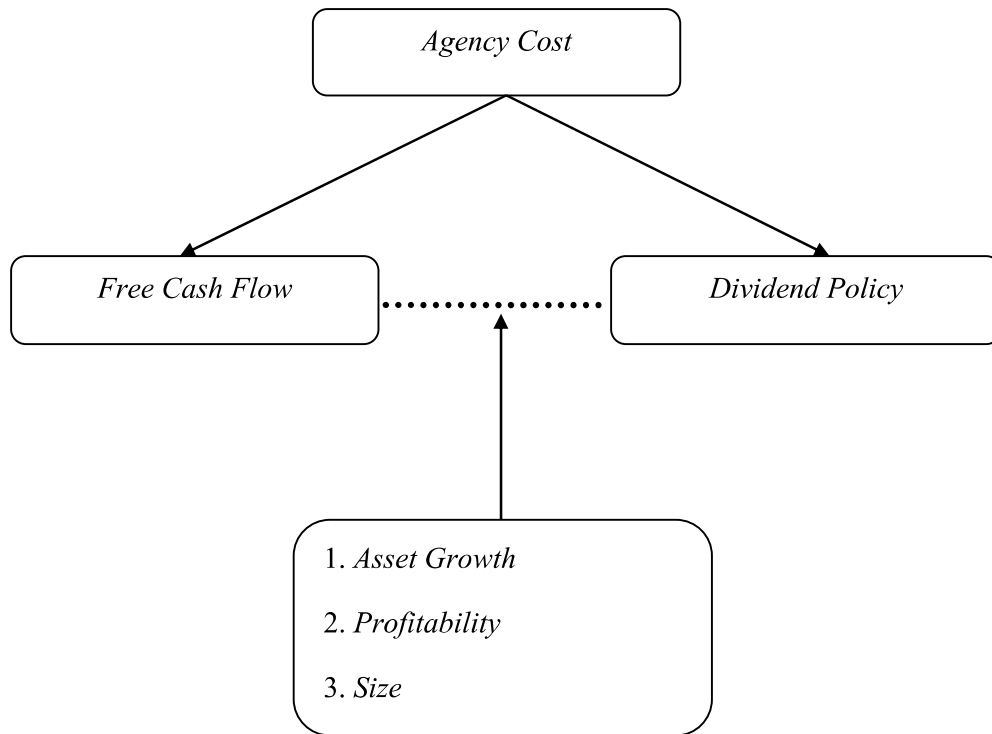 Agency Cost
Free Cash Flow
Dividend Policy
1. Asset Growth
2. Profitability
3. Size